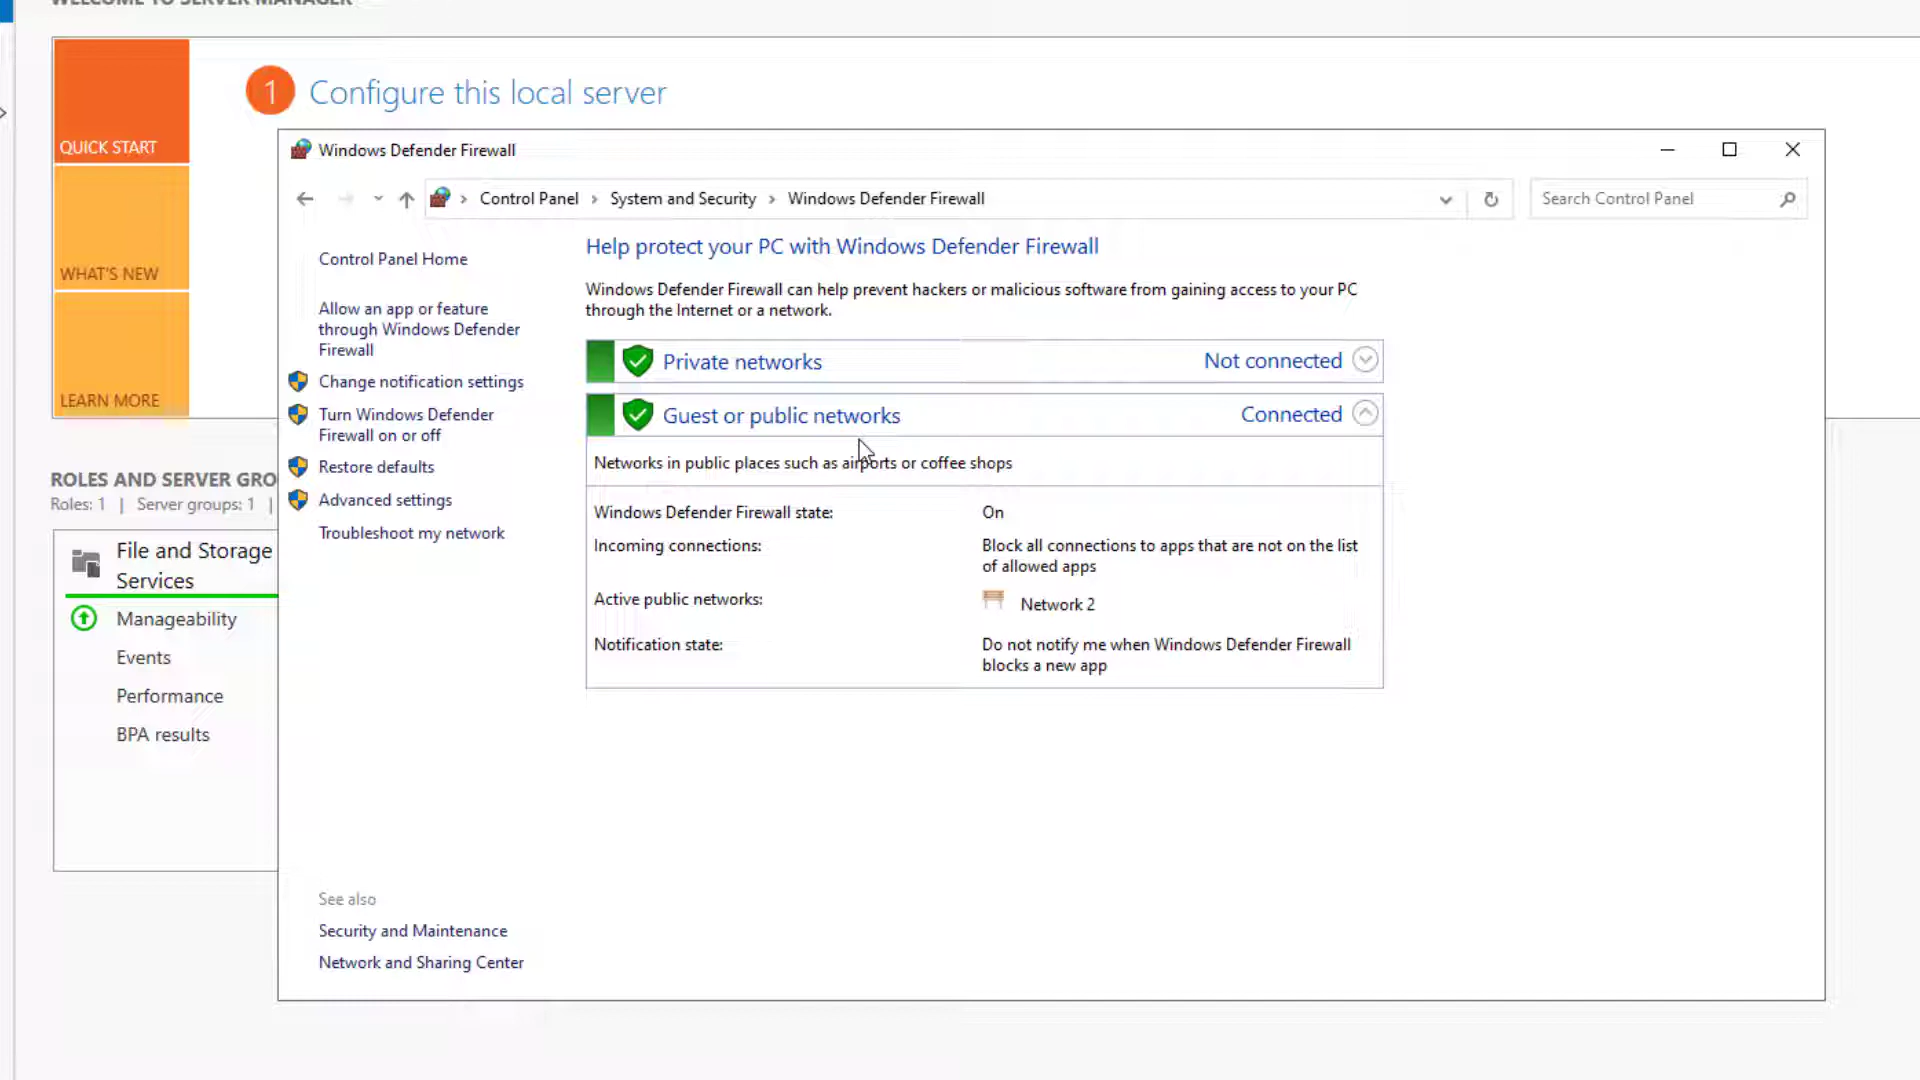 WELCOME TO SERVER MANAGER
QUICK START
WHAT'S NEW
LEARN MORE
1 Configure this local server
ROLES AND SERVER GRO
Roles: 1 | Server groups: 1 |
File and Storage
Services
Manageability
Events
Performance
BPA results
Windows Defender Firewall
Control Panel > System and Security > Windows Defender Firewall
Search Control Panel
Control Panel Home
Allow an app or feature
through Windows Defender
Firewall
Change notification settings
Turn Windows Defender
Firewall on or off
Restore defaults
Advanced settings
Troubleshoot my network
See also
Security and Maintenance
Network and Sharing Center
Help protect your PC with Windows Defender Firewall
Windows Defender Firewall can help prevent hackers or malicious software from gaining access to your PC
through the Internet or a network.
Private networks Not connected
Guest or public networks Connected
Networks in public places such as airports or coffee shops
Windows Defender Firewall state: On
Incoming connections: Block all connections to apps that are not on the list
of allowed apps
Active public networks: Network 2
Notification state: Do not notify me when Windows Defender Firewall
blocks a new app